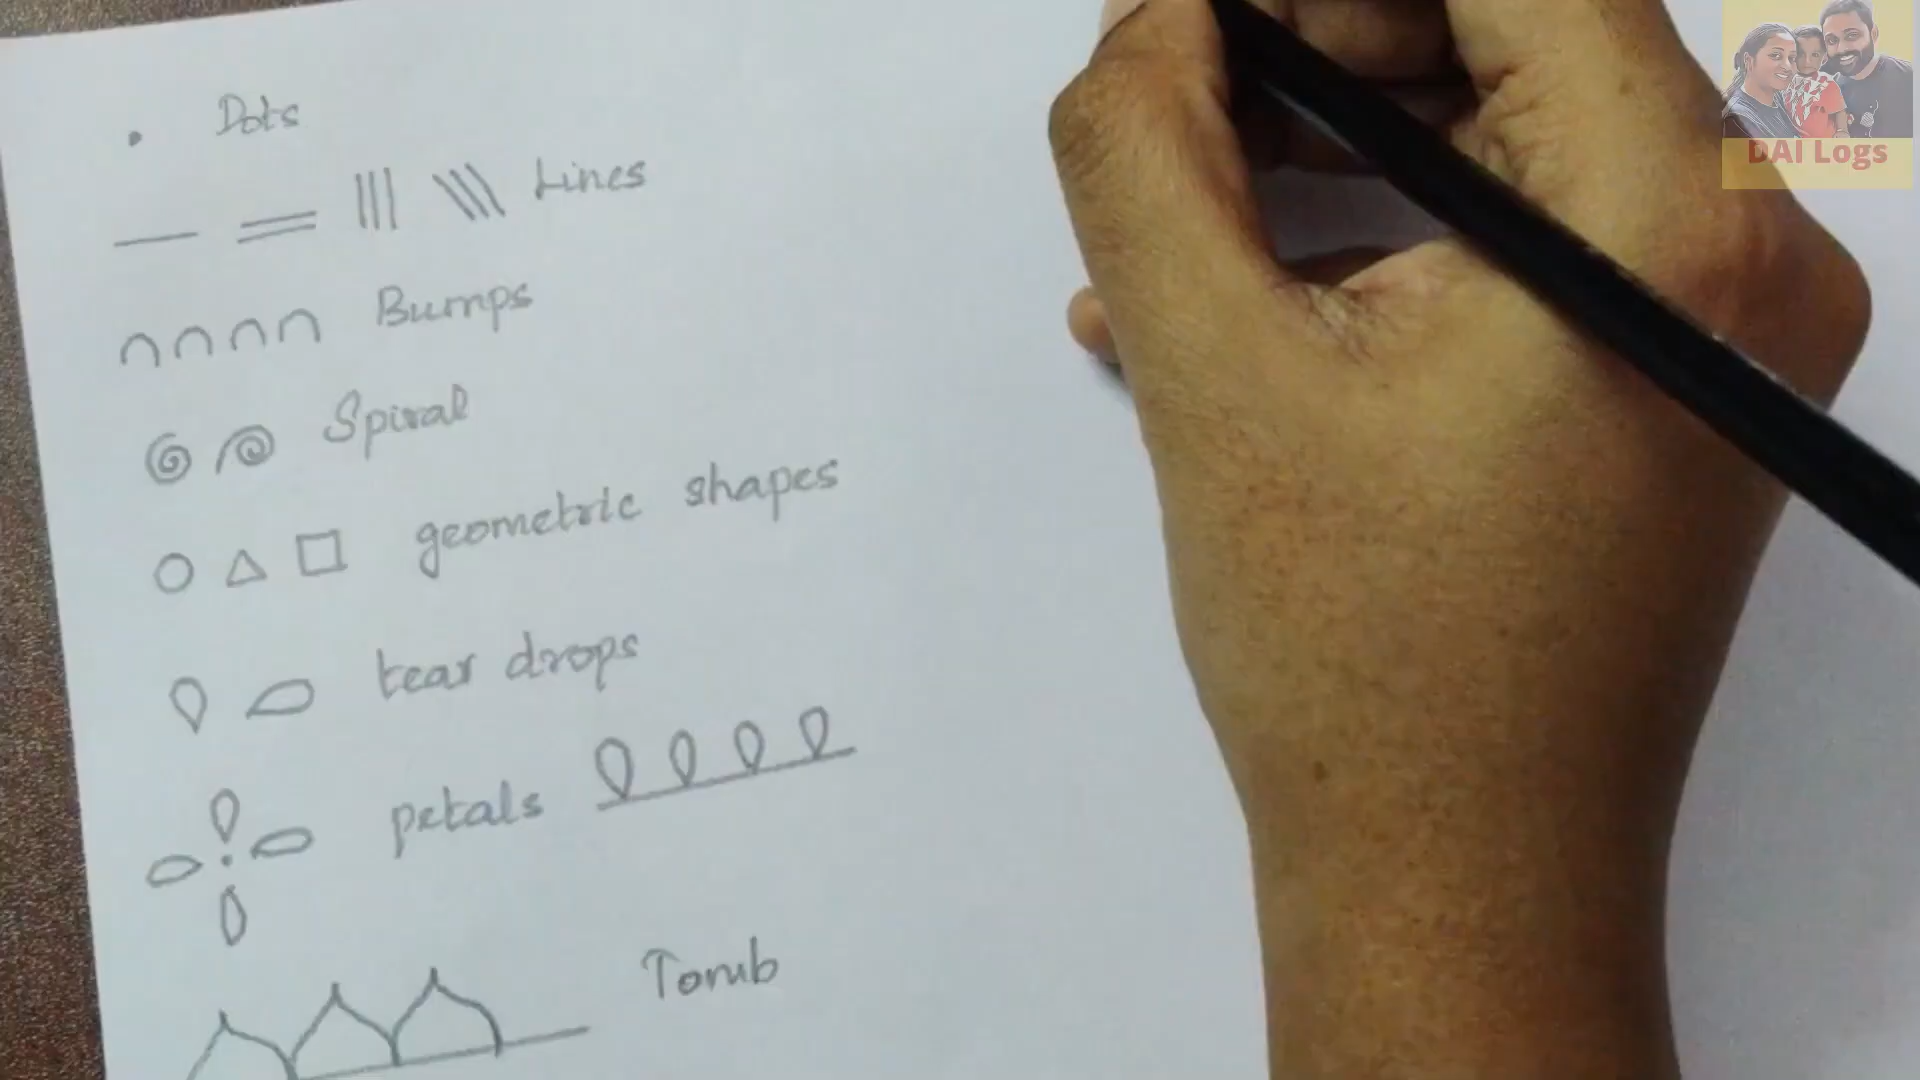 Dots
Lines
Bumps
Spiral
geometric shapes
tear drops
petals
Tomb
DAI Logs